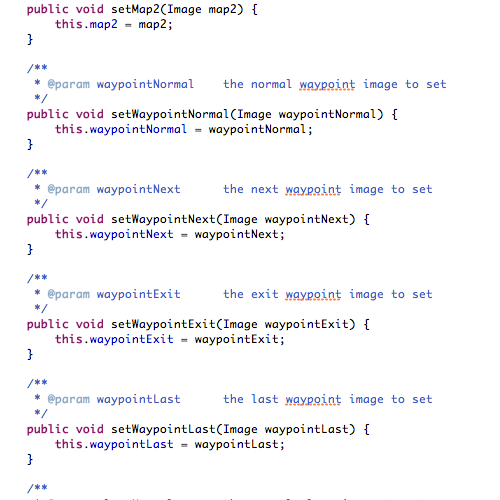 public void setMap2(Image map2) {
    this.map2 = map2;
}

/**
 * @param waypointNormal    the normal waypoint image to set
 */
public void setWaypointNormal(Image waypointNormal) {
    this.waypointNormal = waypointNormal;
}

/**
 * @param waypointNext      the next waypoint image to set
 */
public void setWaypointNext(Image waypointNext) {
    this.waypointNext = waypointNext;
}

/**
 * @param waypointExit      the exit waypoint image to set
 */
public void setWaypointExit(Image waypointExit) {
    this.waypointExit = waypointExit;
}

/**
 * @param waypointLast      the last waypoint image to set
 */
public void setWaypointLast(Image waypointLast) {
    this.waypointLast = waypointLast;
}

/**